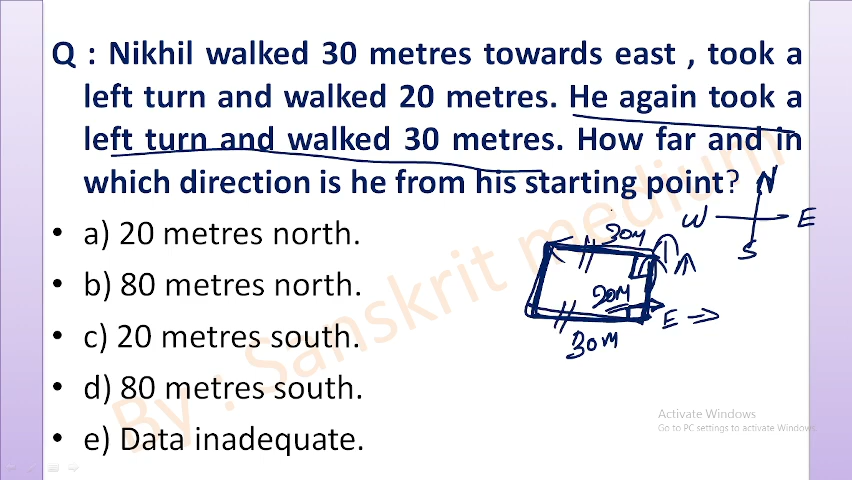 Q : Nikhil walked 30 metres towards east , took a
left turn and walked 20 metres. He again took a
left turn and walked 30 metres. How far and in
which direction is he from his starting point?
N
W E
S
• a) 20 metres north.
30M
• b) 80 metres north.
20M
E
• c) 20 metres south.
30M
• d) 80 metres south.
• e) Data inadequate.
By : Sanskrit medium
Activate Windows
Go to PC settings to activate Windows.